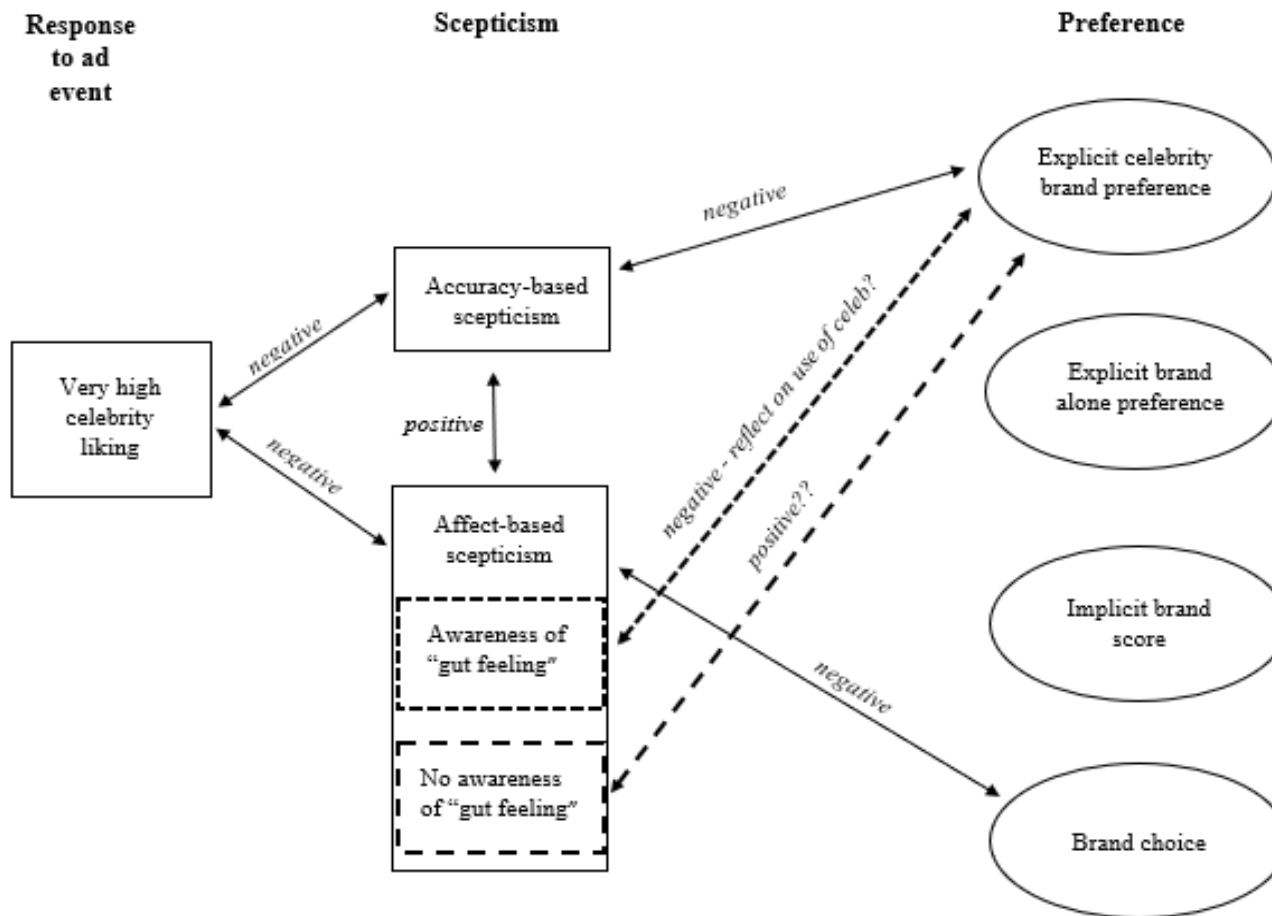 Response
to ad
event
Scepticism
Preference
Explicit celebrity
brand preference
negative
Accuracy-based
scepticism
negative
Very high
celebrity
liking
positive
negative
negative - reflect on use of celeb?
Explicit brand
alone preference
positive??
Affect-based
scepticism
Awareness of
“gut feeling”
Implicit brand
score
negative
No awareness
of “gut feeling”
Brand choice